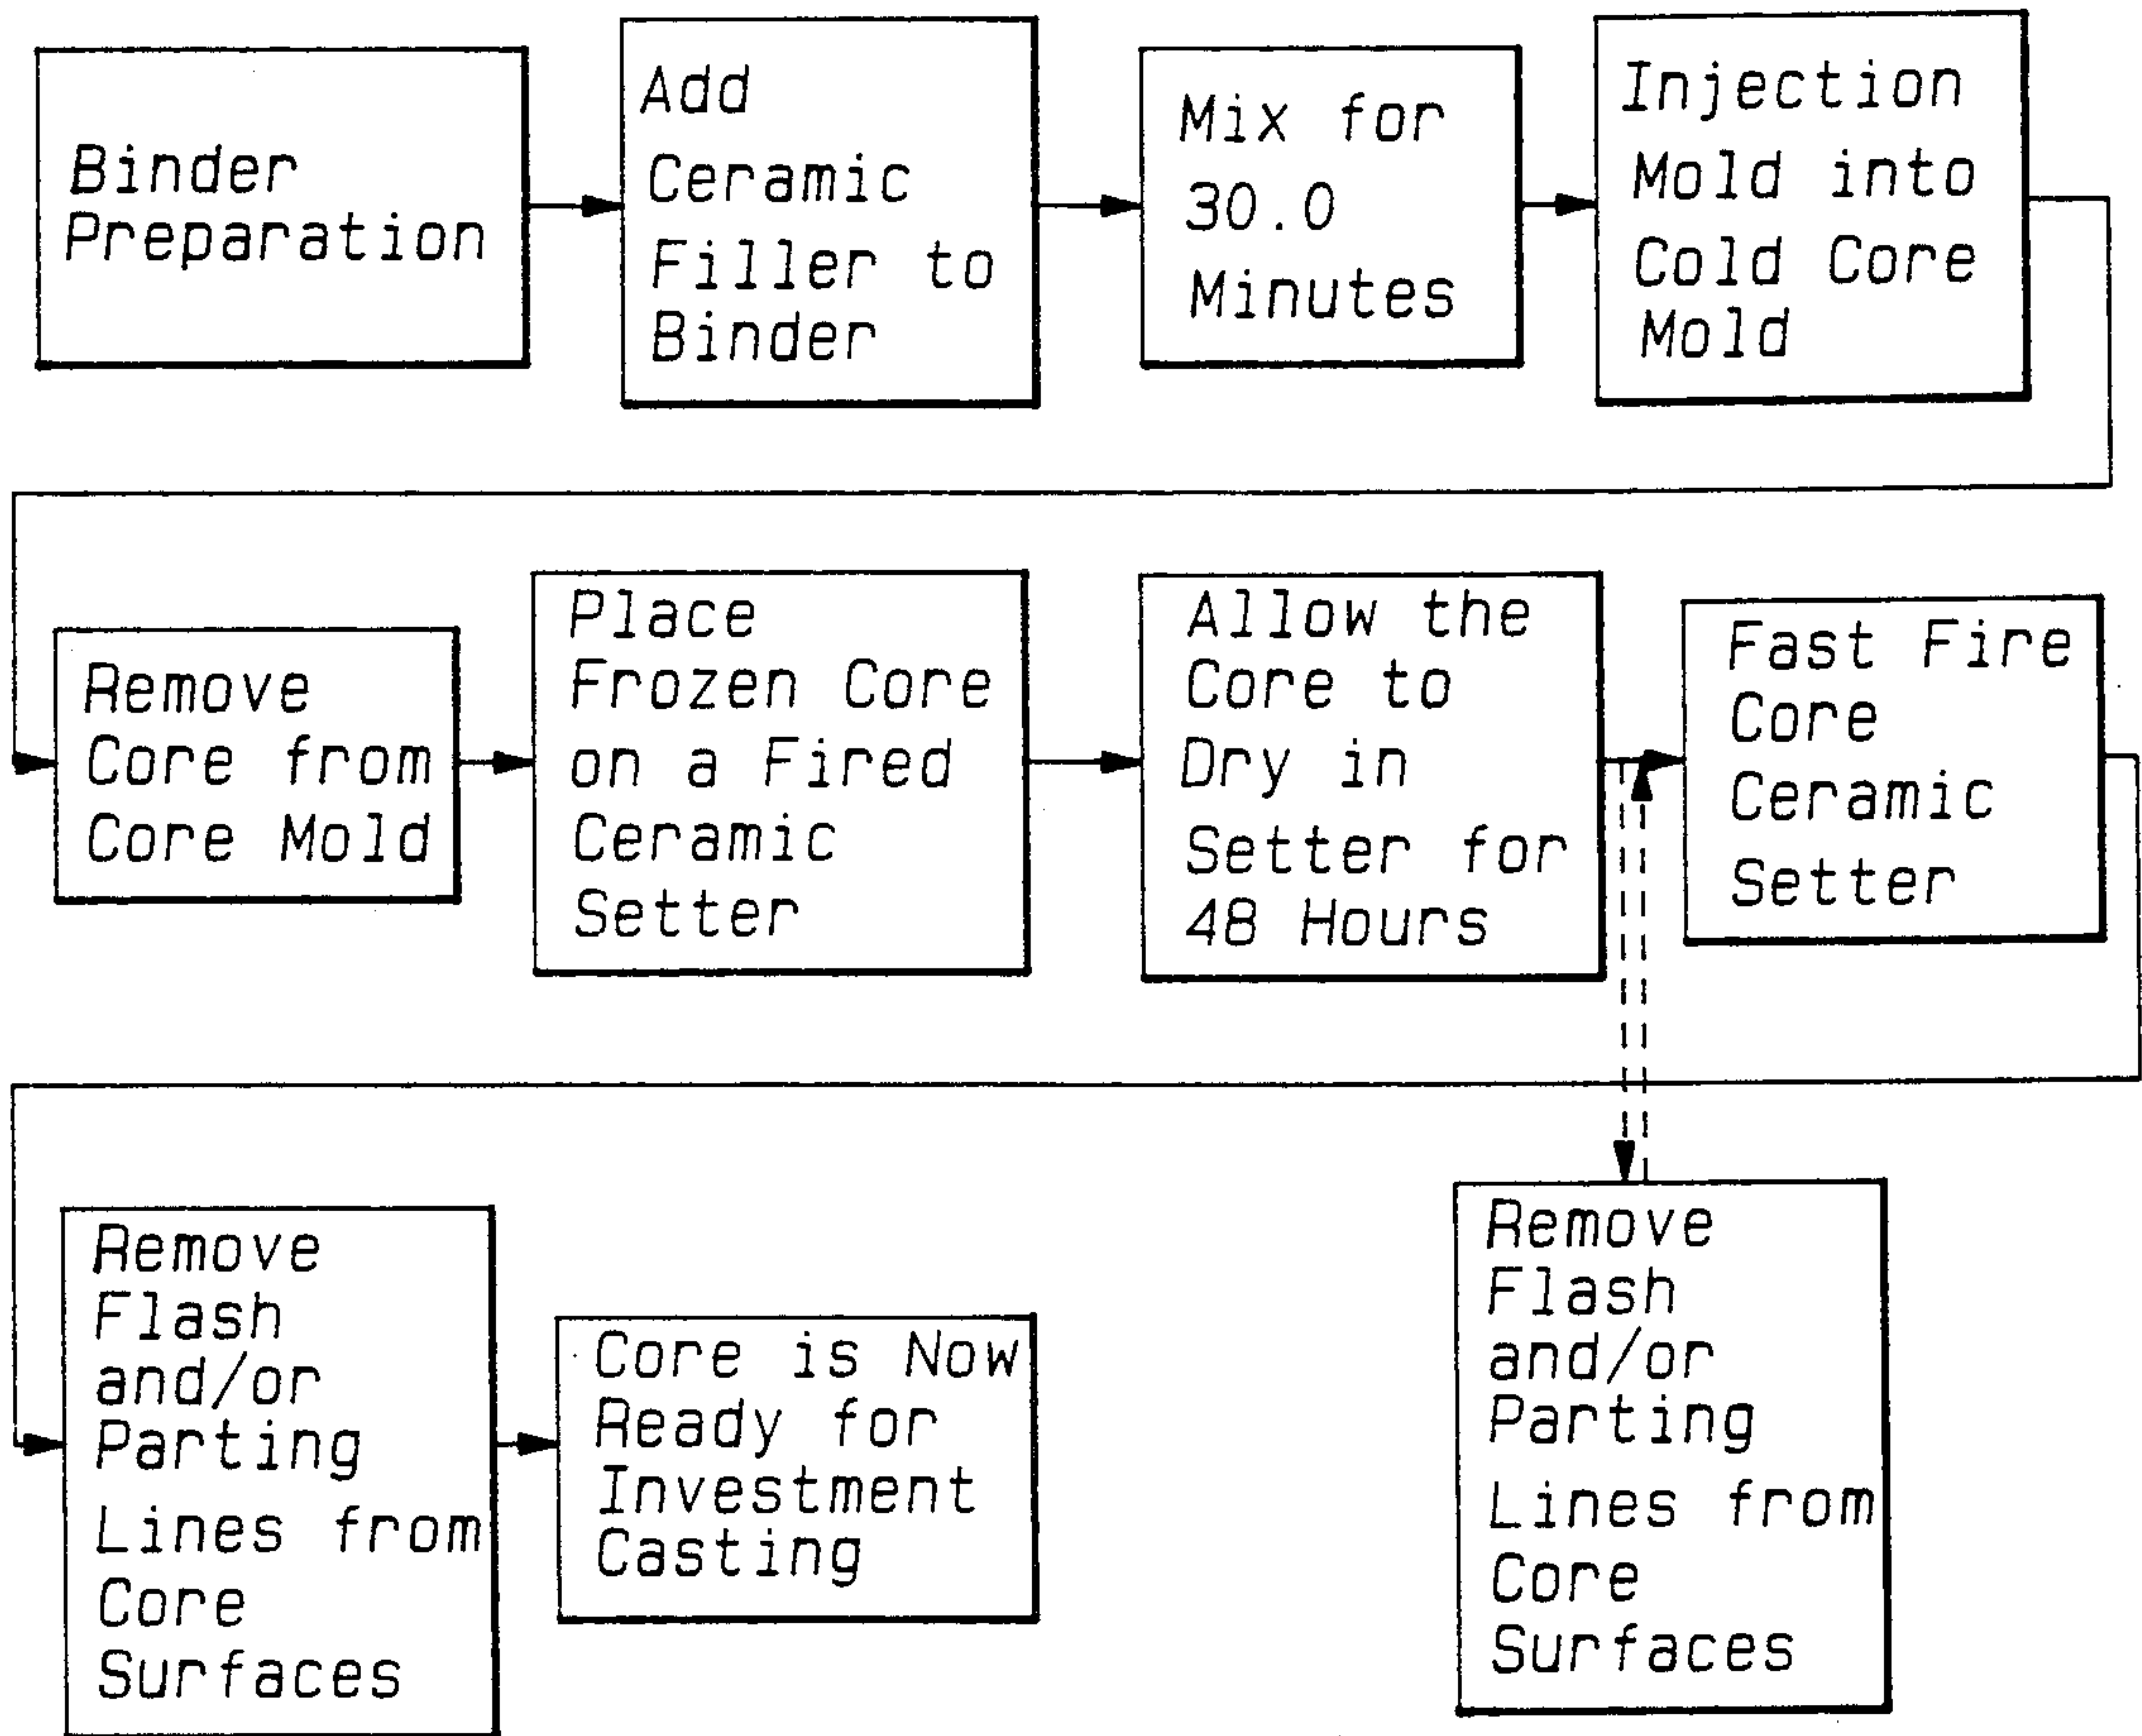 Binder
Preparation
Add
Ceramic
Filler to
Binder
Mix for
30.0
Minutes
Injection
Mold into
Cold Core
Mold
Remove
Core from
Core Mold
Place
Frozen Core
on a Fired
Ceramic
Setter
Allow the
Core to
Dry in
Setter for
48 Hours
Fast Fire
Core
Ceramic
Setter
Remove
Flash
and/or
Parting
Lines from
Core
Surfaces
Core is Now
Ready for
Investment
Casting
Remove
Flash
and/or
Parting
Lines from
Core
Surfaces